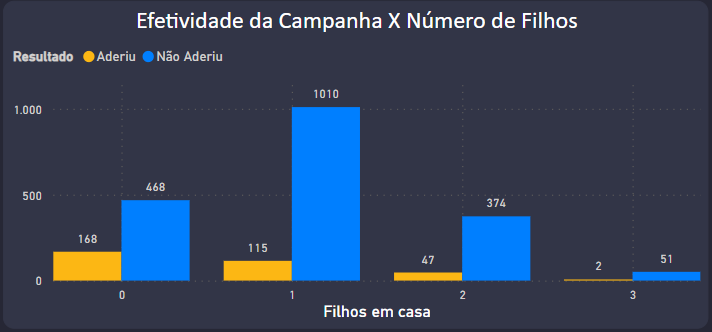 Efetividade da Campanha X Número de Filhos
Resultado Aderiu Não Aderiu
1.000
500
0
168
468
115
1010
47
374
2
51
0 1 2 3
Filhos em casa